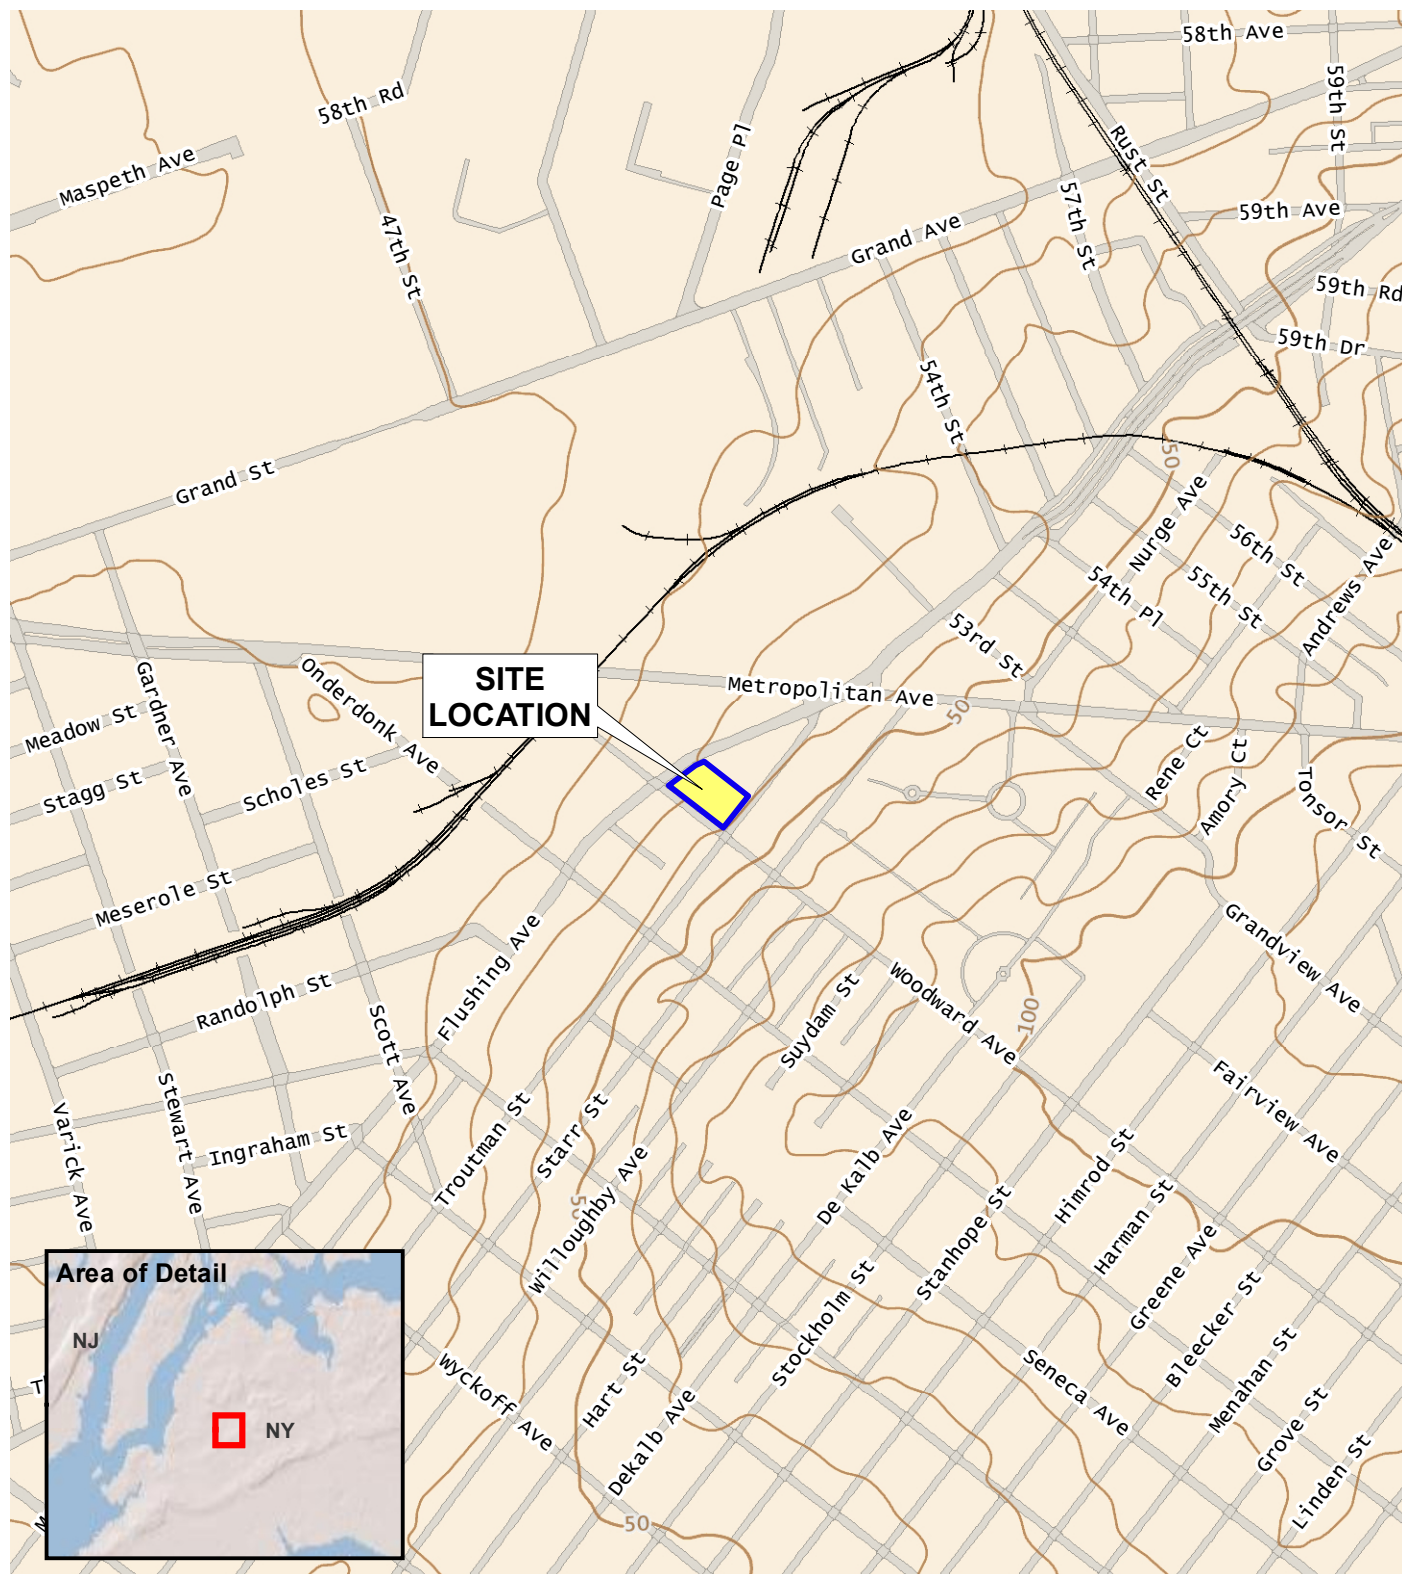 58th Ave
58th Rd
59th St
Rust St
Page Pl
Maspeth Ave
57th St
59th Ave
47th St
Grand Ave
59th Rd
59th Dr
54th St
50
Grand St
Nurge Ave
56th St
54th Pl
55th St
Andrews Ave
53rd St
Onderdonk Ave
SITE
LOCATION
Metropolitan Ave
50
Gardner Ave
Meadow St
Stagg St
Scholes St
Rene Ct
Amory Ct
Tonsor St
Meserole St
Grandview Ave
Flushing Ave
Woodward Ave
Randolph St
Suydam St
100
Scott Ave
Fairview Ave
Stewart Ave
Varick Ave
Ingraham St
Troutman St
Starr St
De Kalb Ave
Himrod St
50
Willoughby Ave
Stanhope St
Harman St
Greene Ave
Area of Detail
NJ
NY
Stockholm St
Bleecker St
Wyckoff Ave
Hart St
Seneca Ave
Menahan St
Dekalb Ave
Grove St
Linden St
50